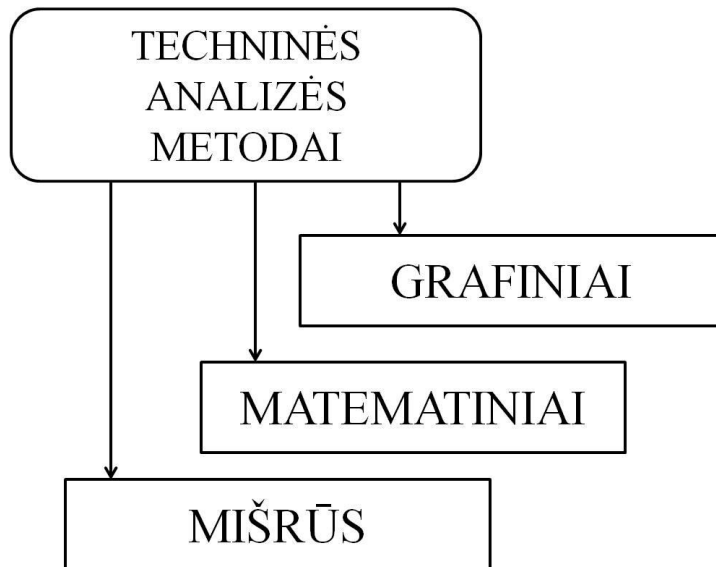 TECHNINĖS
ANALIZĖS
METODAI
GRAFINIAI
MATEMATINIAI
MIŠRŪS